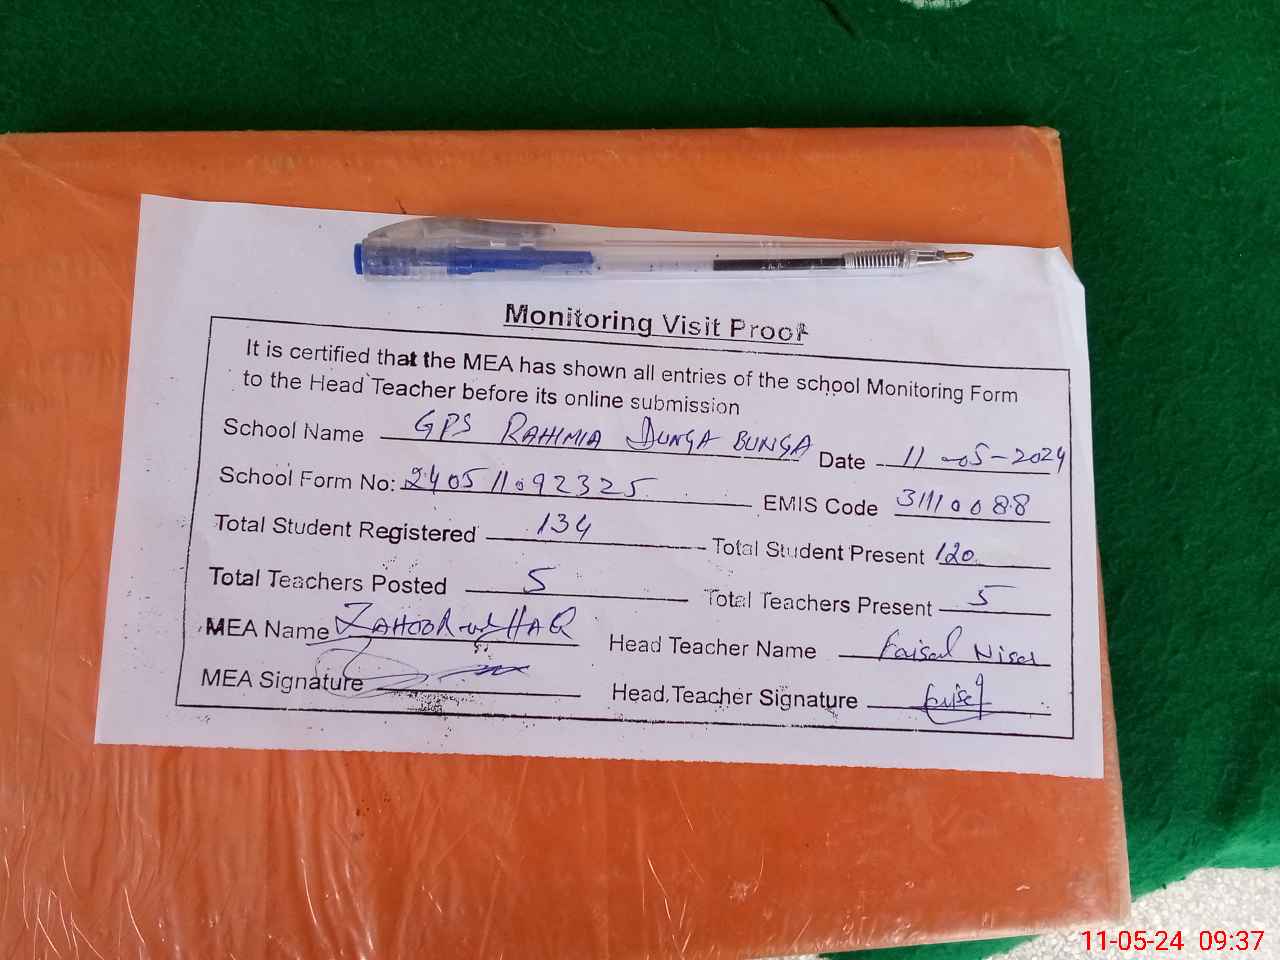 Monitoring Visit Proof
It is certified that the MEA has shown all entries of the school Monitoring Form
to the Head Teacher before its online submission
School Name GPS RAHIMIA DUNGA BUNGA Date 11-05-2024
School Form No: 240511092325 EMIS Code 31110088
Total Student Registered 134 Total Student Present 120
Total Teachers Posted 5 Total Teachers Present 5
MEA Name ZAHOOR-ul-HAQ Head Teacher Name Faisal Nisar
MEA Signature Head Teacher Signature
11-05-24 09:37